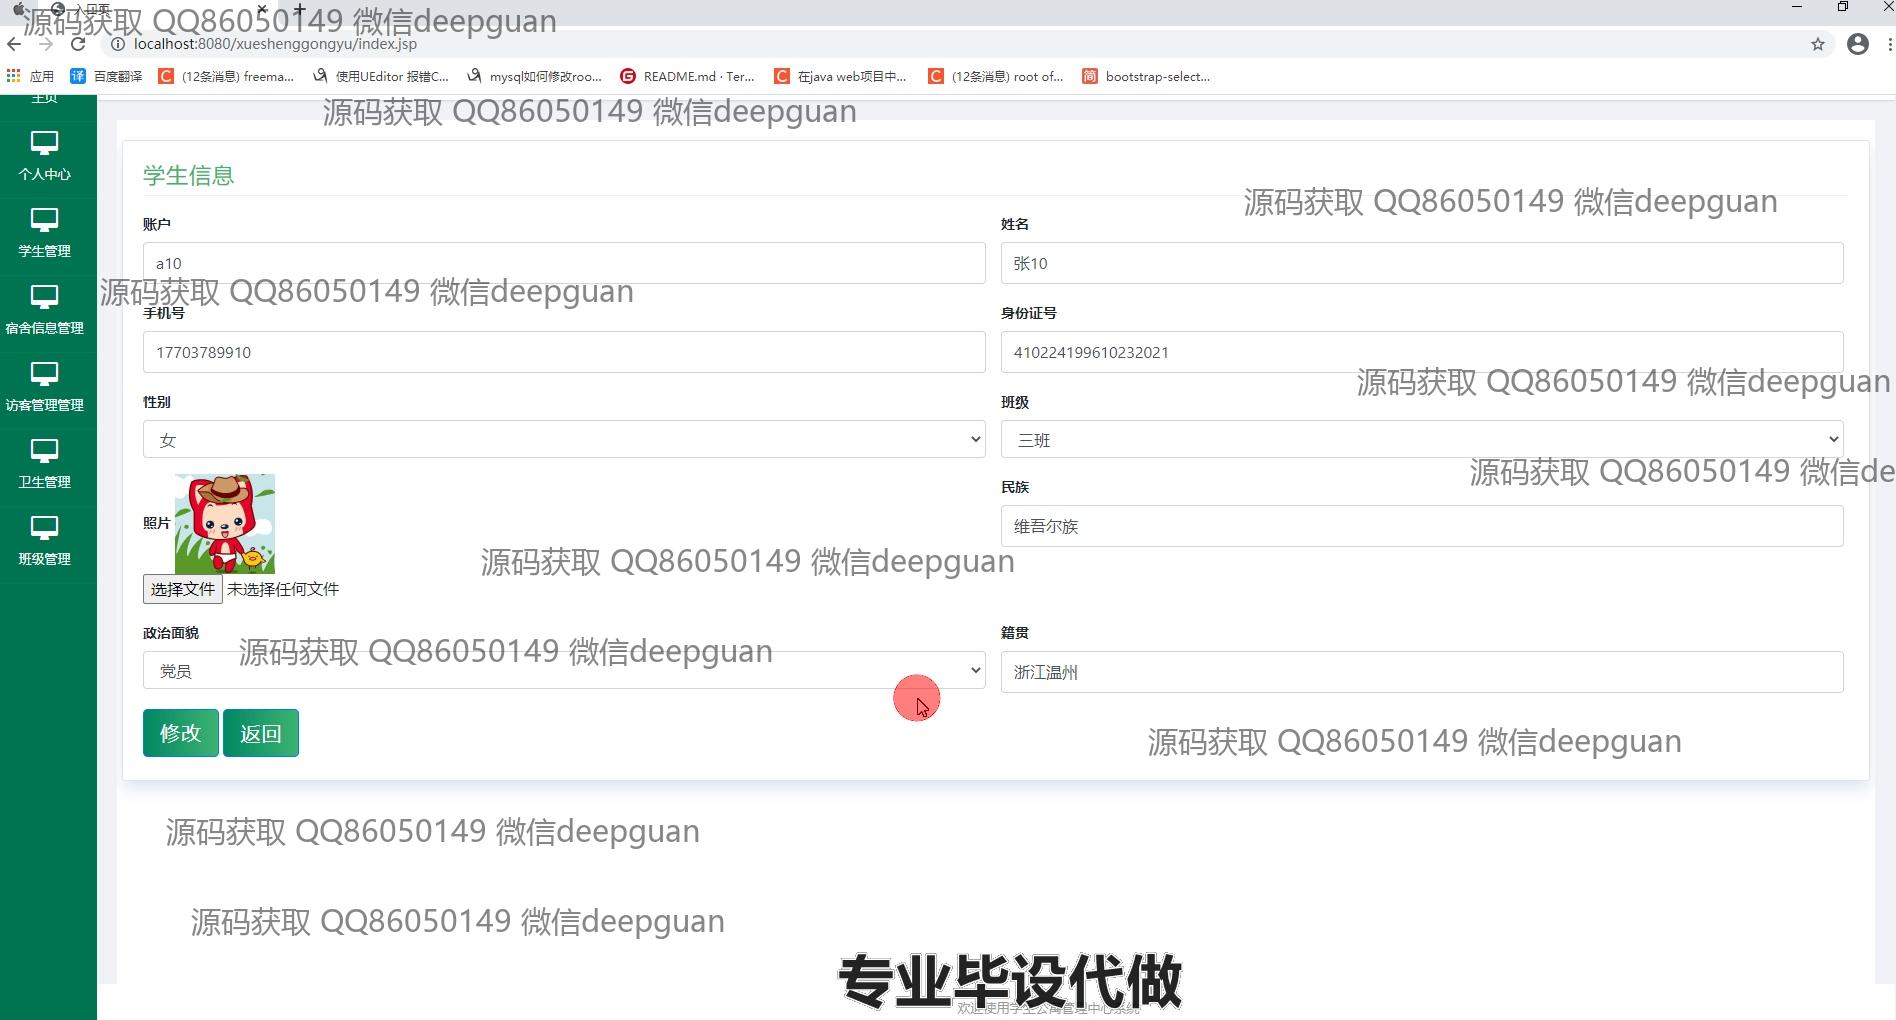 入口页
源码获取 QQ86050149 微信deepguan
localhost:8080/xueshenggongyu/index.jsp
应用 百度翻译 (12条消息) freema... 使用UEditor 报错C... mysql如何修改roo... README.md · Ter... 在java web项目中... (12条消息) root of... bootstrap-select...
主页
源码获取 QQ86050149 微信deepguan
个人中心
学生信息
源码获取 QQ86050149 微信deepguan
账户
姓名
学生管理
a10
张10
源码获取 QQ86050149 微信deepguan
手机号
身份证号
宿舍信息管理
17703789910
410224199610232021
源码获取 QQ86050149 微信deepguan
性别
班级
访客管理管理
女
三班
源码获取 QQ86050149 微信de
卫生管理
民族
照片
维吾尔族
班级管理
源码获取 QQ86050149 微信deepguan
选择文件 未选择任何文件
政治面貌
籍贯
源码获取 QQ86050149 微信deepguan
党员
浙江温州
修改 返回
源码获取 QQ86050149 微信deepguan
源码获取 QQ86050149 微信deepguan
源码获取 QQ86050149 微信deepguan
专业毕设代做
欢迎使用学生公寓管理中心系统